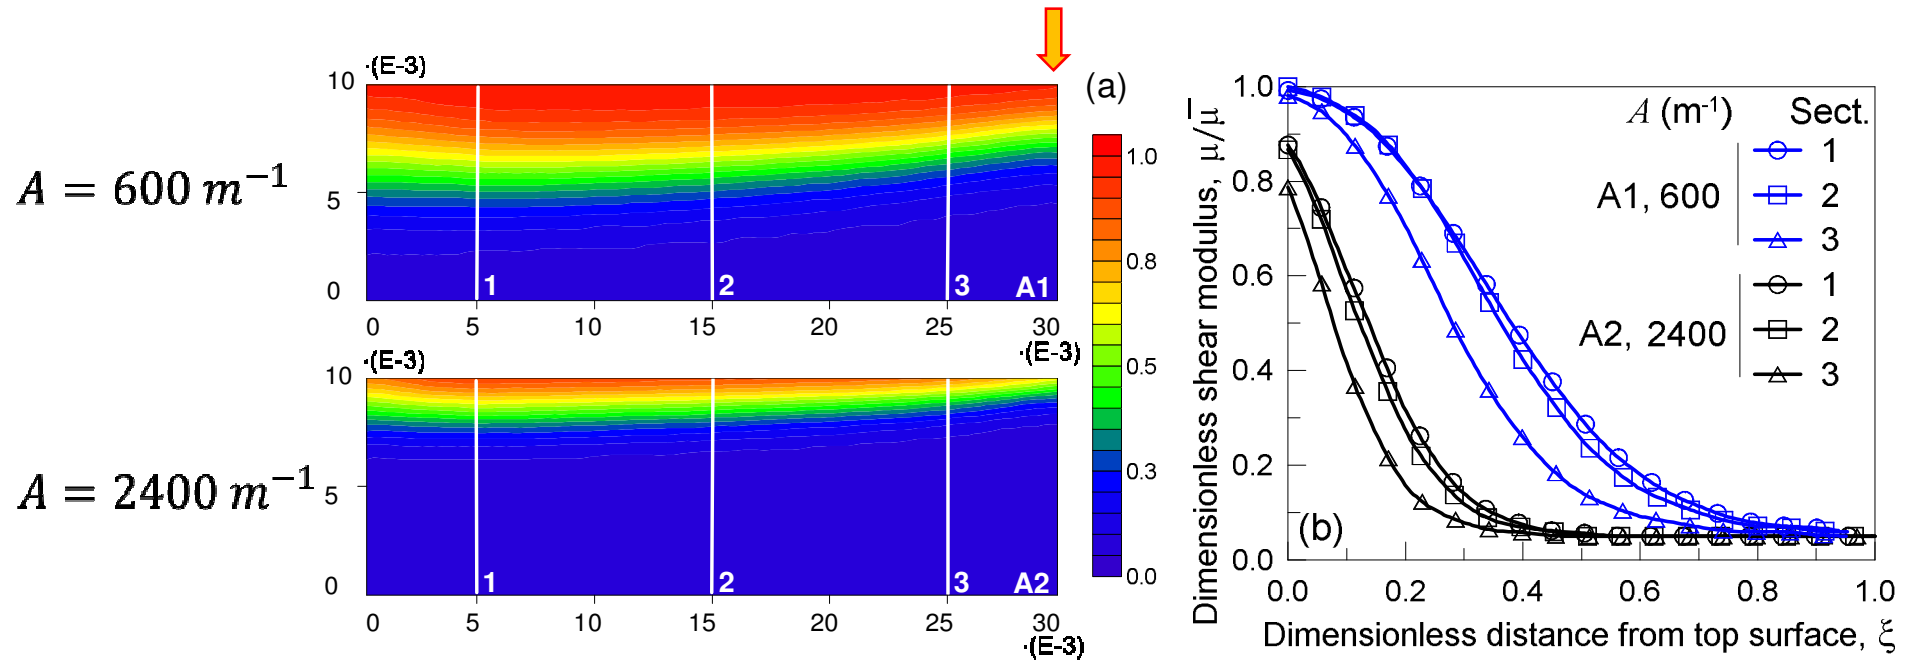 A = 600 m⁻¹
A = 2400 m⁻¹
·(E-3)
10
5
0
1
2
3
A1
0
5
10
15
20
25
30
·(E-3)
·(E-3)
10
5
0
1
2
3
A2
0
5
10
15
20
25
30
·(E-3)
(a)
1.0
0.8
0.5
0.3
0.0
Dimensionless shear modulus, μ/μ̅
1.0
0.8
0.6
0.4
0.2
0.0
A (m⁻¹) Sect.
A1, 600
1
2
3
A2, 2400
1
2
3
(b)
0.0 0.2 0.4 0.6 0.8 1.0
Dimensionless distance from top surface, ξ